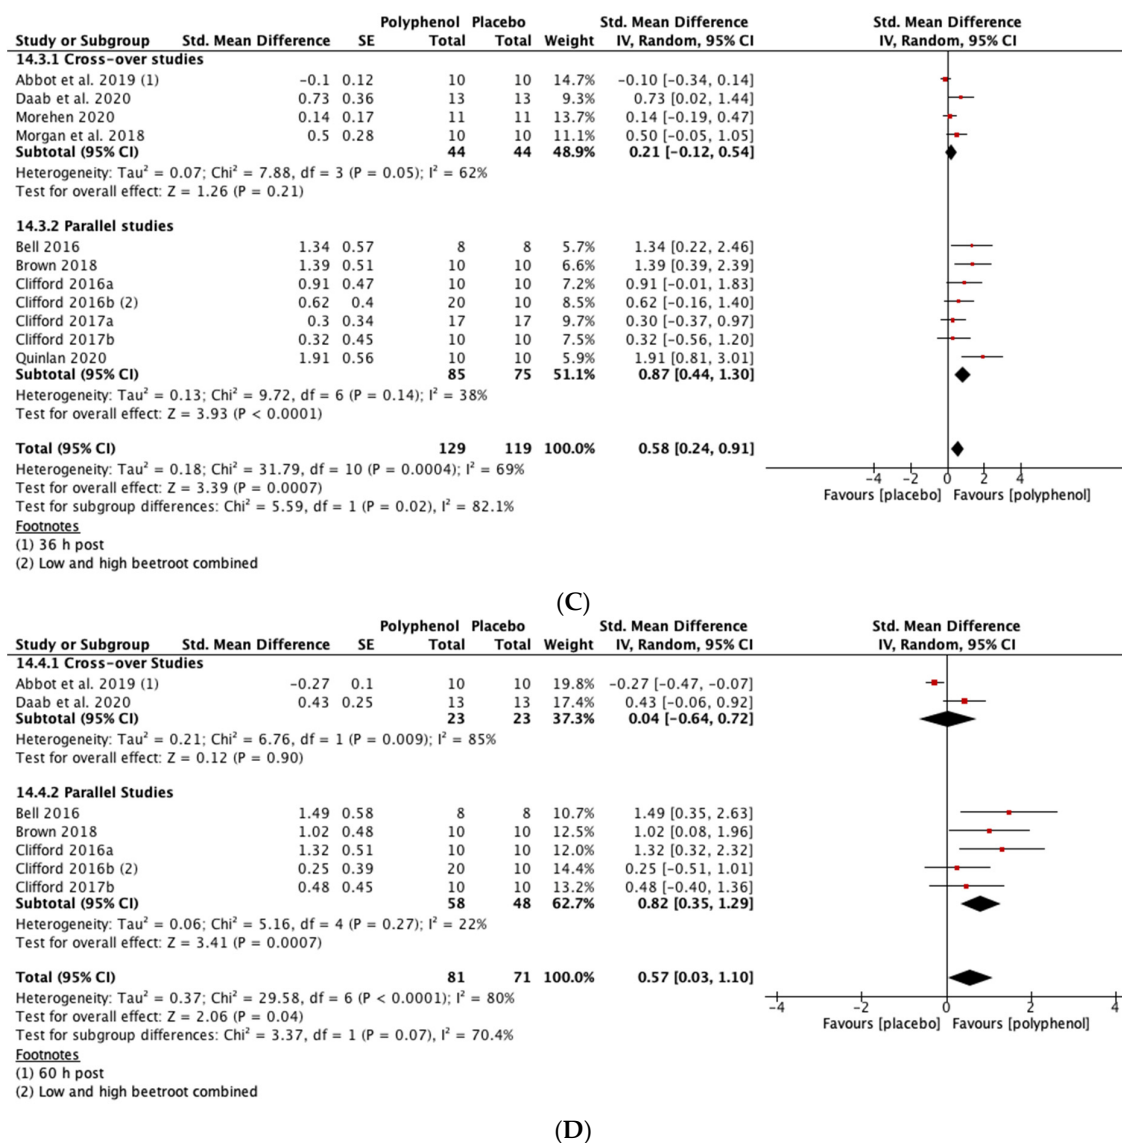 Polyphenol Placebo Std. Mean Difference Std. Mean Difference
Study or Subgroup Std. Mean Difference SE Total Total Weight IV, Random, 95% CI IV, Random, 95% CI
14.3.1 Cross-over studies
Abbot et al. 2019 (1) −0.1 0.12 10 10 14.7% −0.10 [−0.34, 0.14]
Daab et al. 2020 0.73 0.36 13 13 9.3% 0.73 [0.02, 1.44]
Morehen 2020 0.14 0.17 11 11 13.7% 0.14 [−0.19, 0.47]
Morgan et al. 2018 0.5 0.28 10 10 11.1% 0.50 [−0.05, 1.05]
Subtotal (95% CI) 44 44 48.9% 0.21 [−0.12, 0.54]
Heterogeneity: Tau² = 0.07; Chi² = 7.88, df = 3 (P = 0.05); I² = 62%
Test for overall effect: Z = 1.26 (P = 0.21)
14.3.2 Parallel studies
Bell 2016 1.34 0.57 8 8 5.7% 1.34 [0.22, 2.46]
Brown 2018 1.39 0.51 10 10 6.6% 1.39 [0.39, 2.39]
Clifford 2016a 0.91 0.47 10 10 7.2% 0.91 [−0.01, 1.83]
Clifford 2016b (2) 0.62 0.4 20 10 8.5% 0.62 [−0.16, 1.40]
Clifford 2017a 0.3 0.34 17 17 9.7% 0.30 [−0.37, 0.97]
Clifford 2017b 0.32 0.45 10 10 7.5% 0.32 [−0.56, 1.20]
Quinlan 2020 1.91 0.56 10 10 5.9% 1.91 [0.81, 3.01]
Subtotal (95% CI) 85 75 51.1% 0.87 [0.44, 1.30]
Heterogeneity: Tau² = 0.13; Chi² = 9.72, df = 6 (P = 0.14); I² = 38%
Test for overall effect: Z = 3.93 (P < 0.0001)
Total (95% CI) 129 119 100.0% 0.58 [0.24, 0.91]
Heterogeneity: Tau² = 0.18; Chi² = 31.79, df = 10 (P = 0.0004); I² = 69%
−4 −2 0 2 4
Test for overall effect: Z = 3.39 (P = 0.0007)
Favours [placebo] Favours [polyphenol]
Test for subgroup differences: Chi² = 5.59, df = 1 (P = 0.02), I² = 82.1%
Footnotes
(1) 36 h post
(2) Low and high beetroot combined
(C)
Polyphenol Placebo Std. Mean Difference Std. Mean Difference
Study or Subgroup Std. Mean Difference SE Total Total Weight IV, Random, 95% CI IV, Random, 95% CI
14.4.1 Cross-over Studies
Abbot et al. 2019 (1) −0.27 0.1 10 10 19.8% −0.27 [−0.47, −0.07]
Daab et al. 2020 0.43 0.25 13 13 17.4% 0.43 [−0.06, 0.92]
Subtotal (95% CI) 23 23 37.3% 0.04 [−0.64, 0.72]
Heterogeneity: Tau² = 0.21; Chi² = 6.76, df = 1 (P = 0.009); I² = 85%
Test for overall effect: Z = 0.12 (P = 0.90)
14.4.2 Parallel Studies
Bell 2016 1.49 0.58 8 8 10.7% 1.49 [0.35, 2.63]
Brown 2018 1.02 0.48 10 10 12.5% 1.02 [0.08, 1.96]
Clifford 2016a 1.32 0.51 10 10 12.0% 1.32 [0.32, 2.32]
Clifford 2016b (2) 0.25 0.39 20 10 14.4% 0.25 [−0.51, 1.01]
Clifford 2017b 0.48 0.45 10 10 13.2% 0.48 [−0.40, 1.36]
Subtotal (95% CI) 58 48 62.7% 0.82 [0.35, 1.29]
Heterogeneity: Tau² = 0.06; Chi² = 5.16, df = 4 (P = 0.27); I² = 22%
Test for overall effect: Z = 3.41 (P = 0.0007)
Total (95% CI) 81 71 100.0% 0.57 [0.03, 1.10]
Heterogeneity: Tau² = 0.37; Chi² = 29.58, df = 6 (P < 0.0001); I² = 80%
−4 −2 0 2 4
Test for overall effect: Z = 2.06 (P = 0.04)
Favours [placebo] Favours [polyphenol]
Test for subgroup differences: Chi² = 3.37, df = 1 (P = 0.07), I² = 70.4%
Footnotes
(1) 60 h post
(2) Low and high beetroot combined
(D)